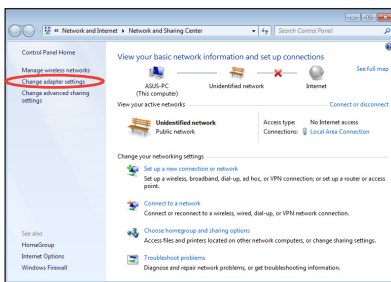 « Network and Internet ▸ Network and Sharing Center
Search Control Panel
Control Panel Home
Manage wireless networks
Change adapter settings
Change advanced sharing
settings
View your basic network information and set up connections
See full map
ASUS-PC
(This computer)
Unidentified network
Internet
View your active networks
Connect or disconnect
Unidentified network
Public network
Access type: No Internet access
Connections: Local Area Connection
Change your networking settings
Set up a new connection or network
Set up a wireless, broadband, dial-up, ad hoc, or VPN connection; or set up a router or access
point.
Connect to a network
Connect or reconnect to a wireless, wired, dial-up, or VPN network connection.
Choose homegroup and sharing options
Access files and printers located on other network computers, or change sharing settings.
Troubleshoot problems
Diagnose and repair network problems, or get troubleshooting information.
See also
HomeGroup
Internet Options
Windows Firewall